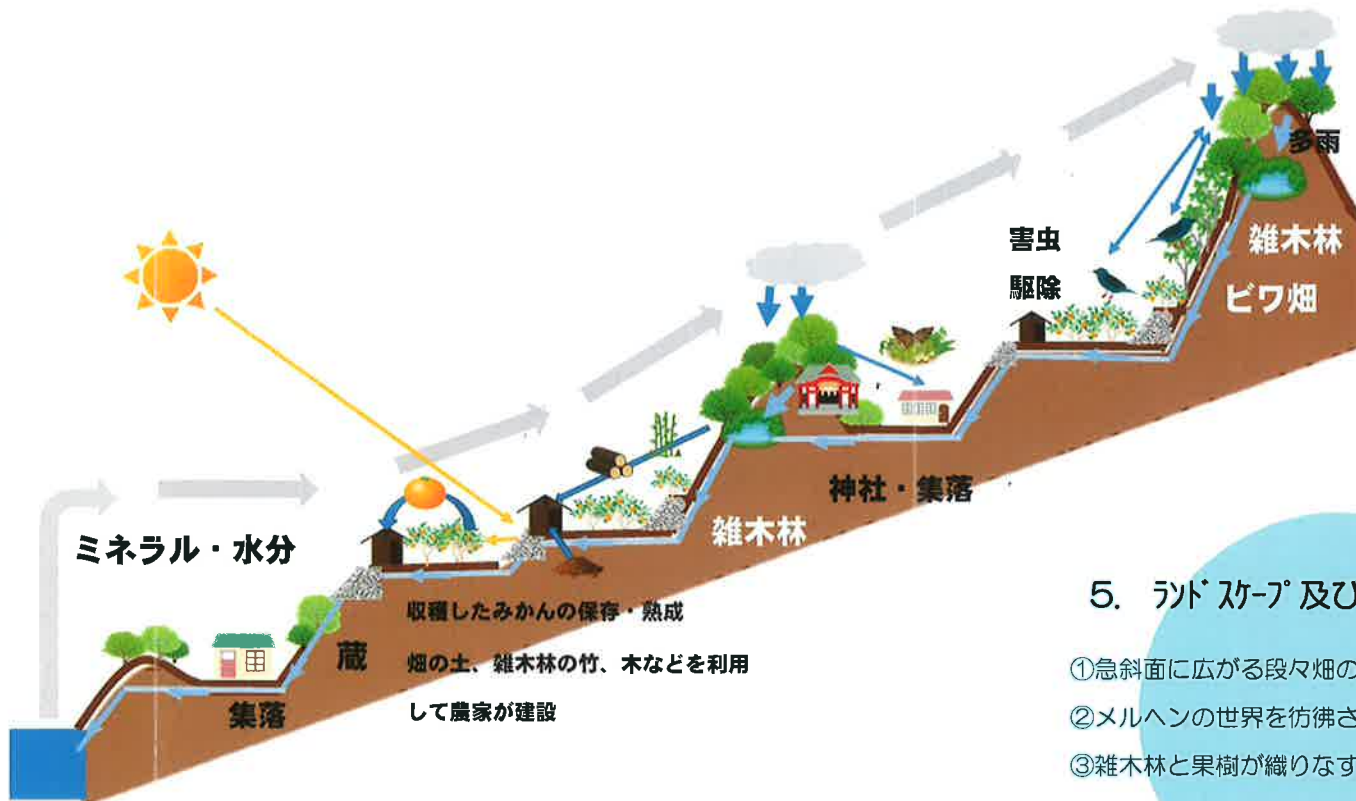 多雨
害虫
駆除
雑木林
ビワ畑
神社・集落
雑木林
ミネラル・水分
収穫したみかんの保存・熟成
蔵
畑の土、雑木林の竹、木などを利用
して農家が建設
集落
5. ランドスケープ及び
①急斜面に広がる段々畑の
②メルヘンの世界を彷彿さ
③雑木林と果樹が織りなす